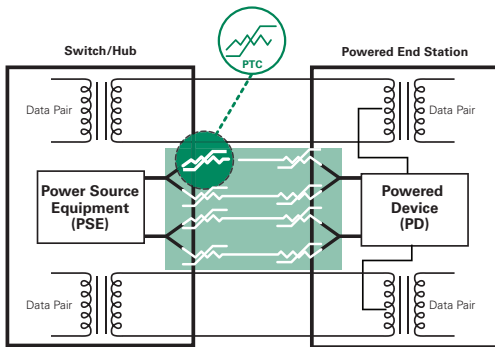 Switch/Hub
Powered End Station
PTC
Data Pair
Data Pair
Power Source
Equipment
(PSE)
Powered
Device
(PD)
Data Pair
Data Pair